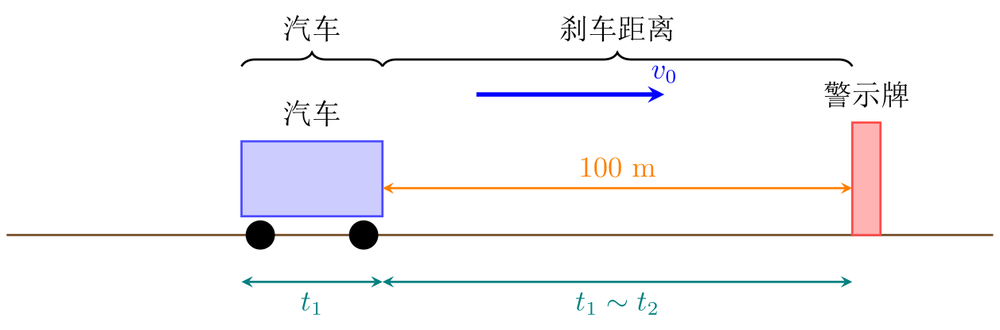 汽车
刹车距离
v₀
汽车
警示牌
100 m
t₁
t₁ ∼ t₂